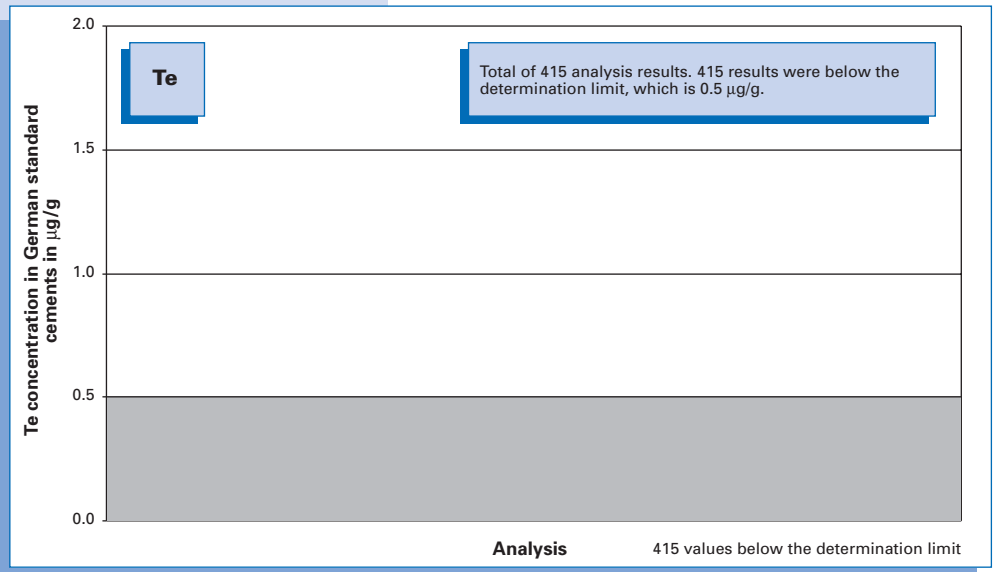 2.0
Te
Total of 415 analysis results. 415 results were below the
determination limit, which is 0.5 µg/g.
1.5
1.0
0.5
0.0
Te concentration in German standard
cements in µg/g
Analysis
415 values below the determination limit